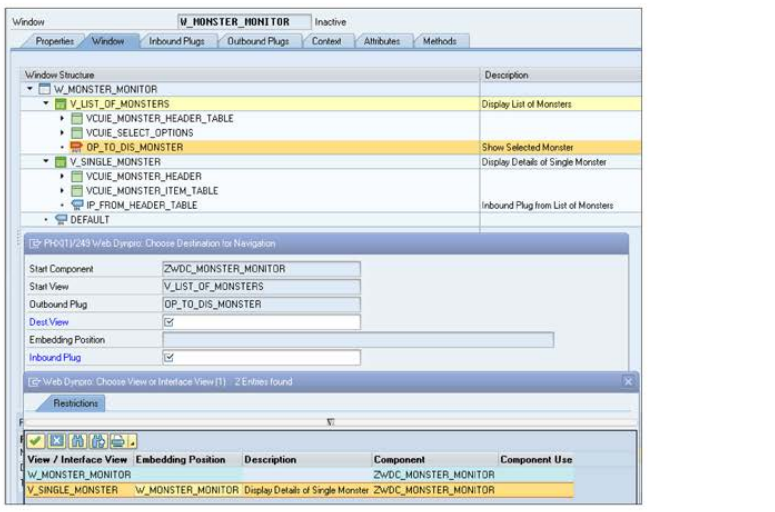 Window W_MONSTER_MONITOR Inactive
Properties Window Inbound Plugs Outbound Plugs Context Attributes Methods
Window Structure Description
W_MONSTER_MONITOR
V_LIST_OF_MONSTERS Display List of Monsters
VCUIE_MONSTER_HEADER_TABLE
VCUIE_SELECT_OPTIONS
OP_TO_DIS_MONSTER Show Selected Monster
V_SINGLE_MONSTER Display Details of Single Monster
VCUIE_MONSTER_HEADER
VCUIE_MONSTER_ITEM_TABLE
IP_FROM_HEADER_TABLE Inbound Plug from List of Monsters
DEFAULT
PHX(1)/249 Web Dynpro: Choose Destination for Navigation
Start Component ZWDC_MONSTER_MONITOR
Start View V_LIST_OF_MONSTERS
Outbound Plug OP_TO_DIS_MONSTER
Dest.View
Embedding Position
Inbound Plug
Web Dynpro: Choose View or Interface View (1) 2 Entries found
Restrictions
View / Interface View Embedding Position Description Component Component Use
W_MONSTER_MONITOR ZWDC_MONSTER_MONITOR
V_SINGLE_MONSTER W_MONSTER_MONITOR Display Details of Single Monster ZWDC_MONSTER_MONITOR